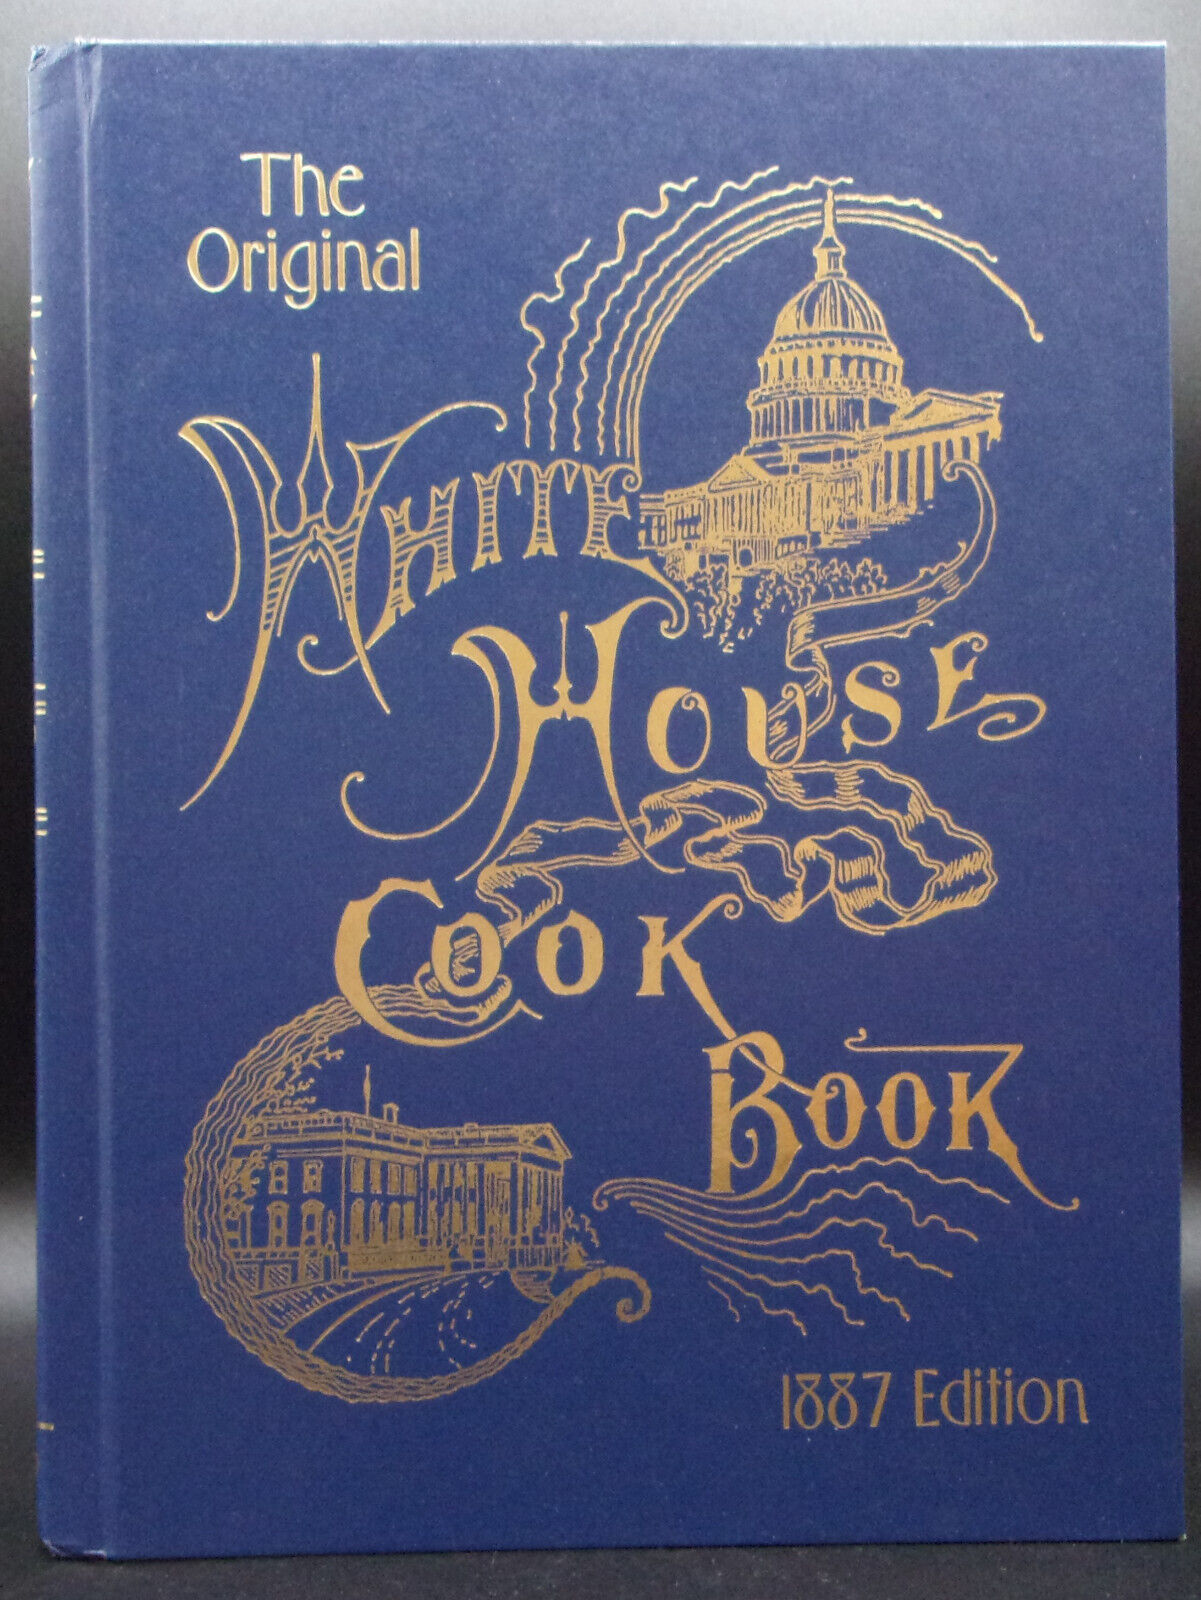 The
Original
WHITE
HOUSE
COOK
BOOK
1887 Edition